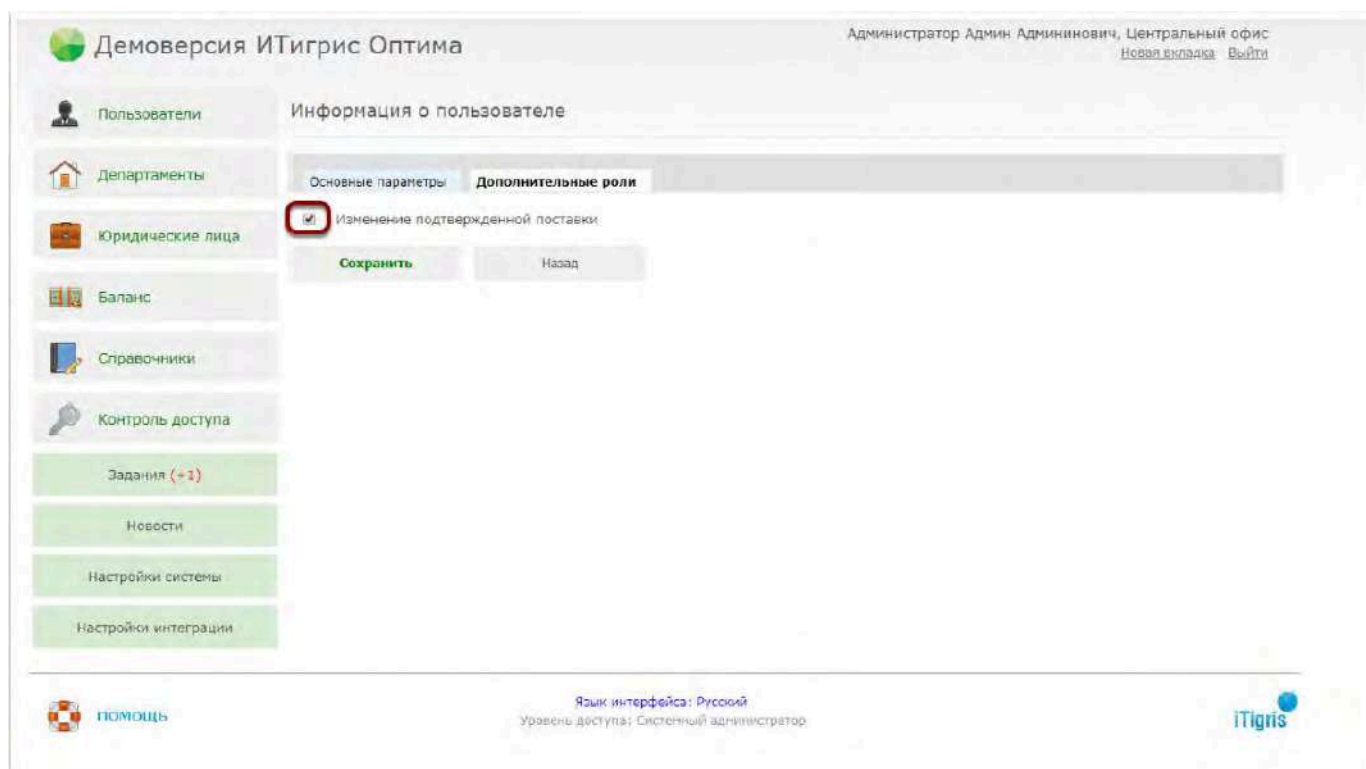 Демоверсия ИТигрис Оптима
Администратор Админ Админинович, Центральный офис
Новая вкладка Выйти
Пользователи
Информация о пользователе
Департаменты
Основные параметры Дополнительные роли
Изменение подтвержденной поставки
Юридические лица
Сохранить Назад
Баланс
Справочники
Контроль доступа
Задания (+1)
Новости
Настройки системы
Настройки интеграции
ПОМОЩЬ
Язык интерфейса: Русский
Уровень доступа: Системный администратор
iTigris